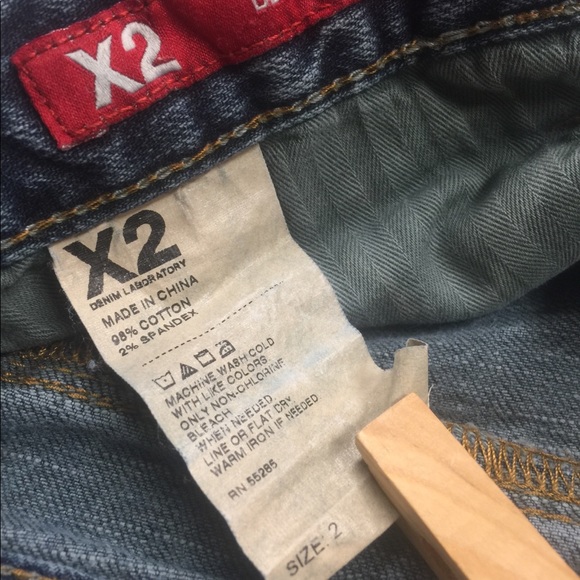 X2
X2
DENIM LABORATORY
MADE IN CHINA
98% COTTON
2% SPANDEX
MACHINE WASH COLD
WITH LIKE COLORS
ONLY NON-CHLORINE
BLEACH
WHEN NEEDED
LINE OR FLAT DRY
WARM IRON IF NEEDED
RN 55285
SIZE: 2